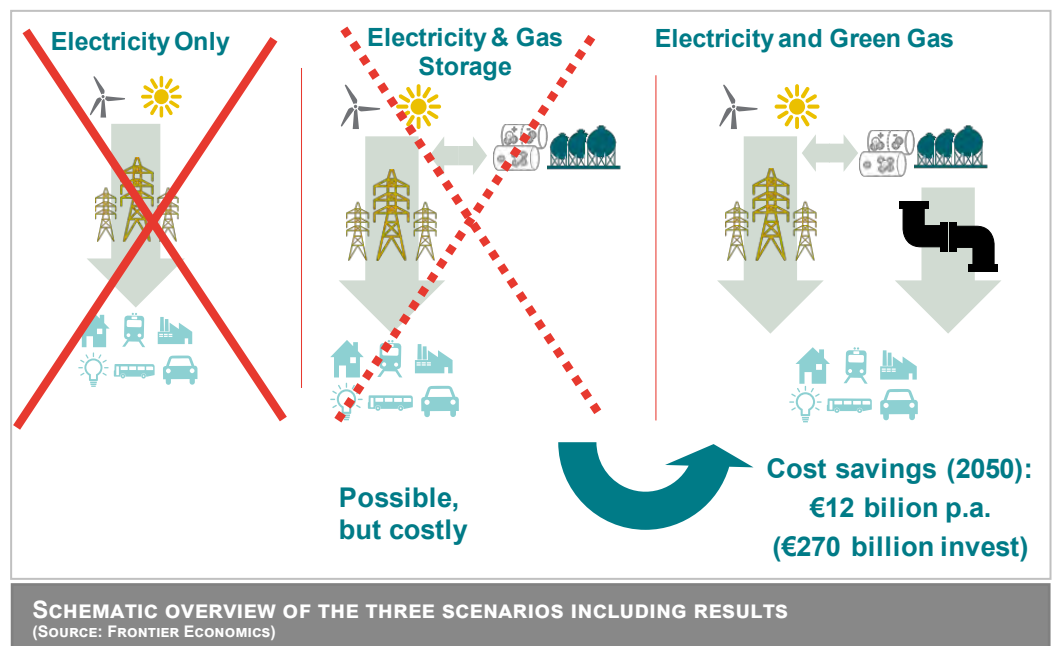 Electricity Only
Electricity & Gas
Storage
Electricity and Green Gas
Possible,
but costly
Cost savings (2050):
€12 bilion p.a.
(€270 billion invest)
SCHEMATIC OVERVIEW OF THE THREE SCENARIOS INCLUDING RESULTS
(SOURCE: FRONTIER ECONOMICS)